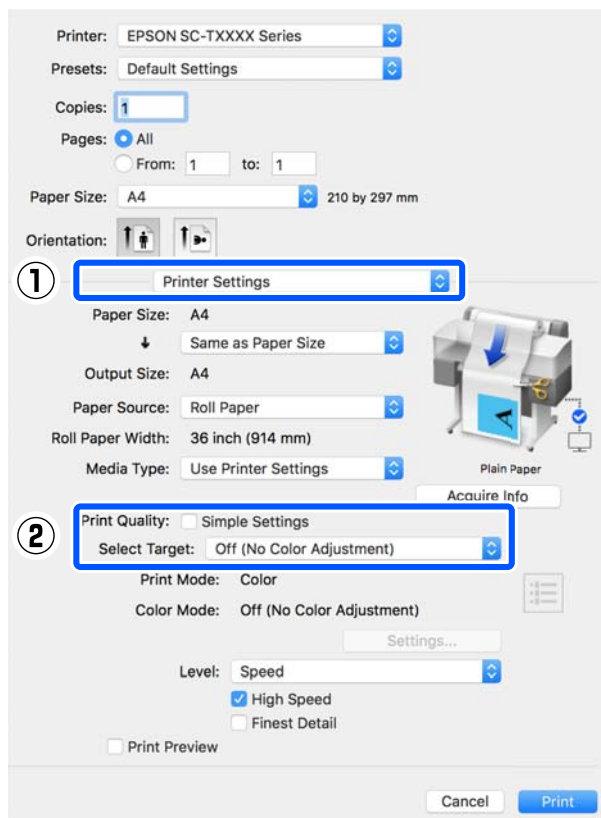 Printer: EPSON SC-TXXXX Series
Presets: Default Settings
Copies: 1
Pages: All
From: 1 to: 1
Paper Size: A4 210 by 297 mm
Orientation:
1 Printer Settings
Paper Size: A4
Same as Paper Size
Output Size: A4
Paper Source: Roll Paper
Roll Paper Width: 36 inch (914 mm)
Media Type: Use Printer Settings
A
Plain Paper
Acquire Info
2 Print Quality: Simple Settings
Select Target: Off (No Color Adjustment)
Print Mode: Color
Color Mode: Off (No Color Adjustment)
Settings...
Level: Speed
High Speed
Finest Detail
Print Preview
Cancel Print